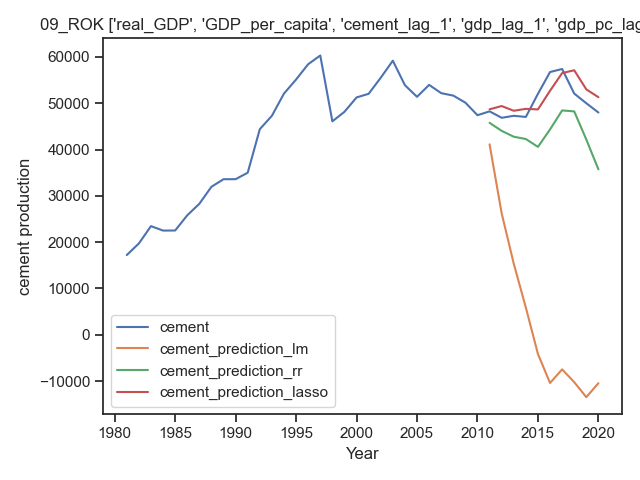 09_ROK ['real_GDP', 'GDP_per_capita', 'cement_lag_1', 'gdp_lag_1', 'gdp_pc_lag
60000
50000
40000
30000
20000
10000
0
−10000
cement production
cement
cement_prediction_lm
cement_prediction_rr
cement_prediction_lasso
1980 1985 1990 1995 2000 2005 2010 2015 2020
Year